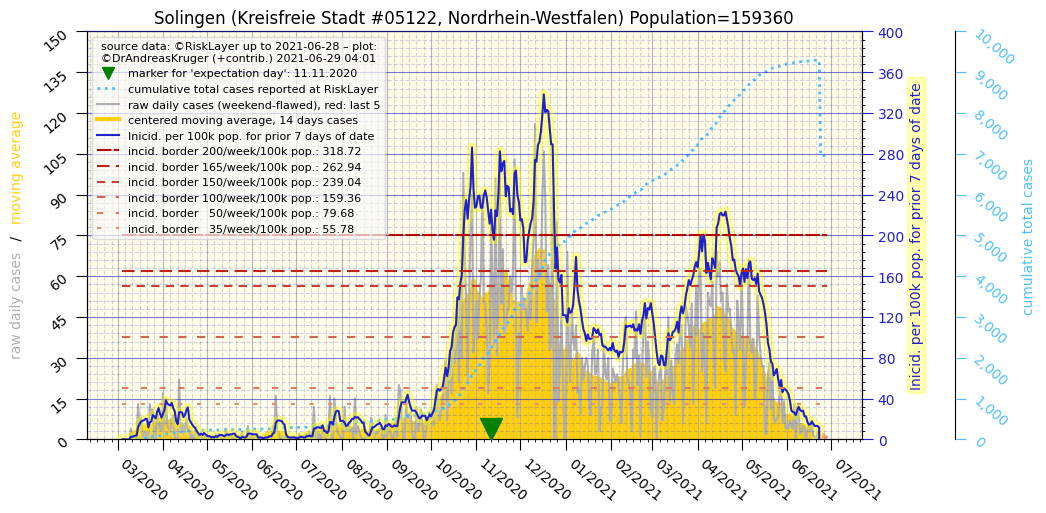 Solingen (Kreisfreie Stadt #05122, Nordrhein-Westfalen) Population=159360
source data: ©RiskLayer up to 2021-06-28 – plot:
©DrAndreasKruger (+contrib.) 2021-06-29 04:01
marker for 'expectation day': 11.11.2020
cumulative total cases reported at RiskLayer
raw daily cases (weekend-flawed), red: last 5
centered moving average, 14 days cases
Inicid. per 100k pop. for prior 7 days of date
incid. border 200/week/100k pop.: 318.72
incid. border 165/week/100k pop.: 262.94
incid. border 150/week/100k pop.: 239.04
incid. border 100/week/100k pop.: 159.36
incid. border   50/week/100k pop.: 79.68
incid. border   35/week/100k pop.: 55.78
raw daily cases  /  moving average
150
135
120
105
90
75
60
45
30
15
0
400
360
320
280
240
200
160
120
80
40
0
Inicid. per 100k pop. for prior 7 days of date
10,000
9,000
8,000
7,000
6,000
5,000
4,000
3,000
2,000
1,000
0
cumulative total cases
03/2020
04/2020
05/2020
06/2020
07/2020
08/2020
09/2020
10/2020
11/2020
12/2020
01/2021
02/2021
03/2021
04/2021
05/2021
06/2021
07/2021